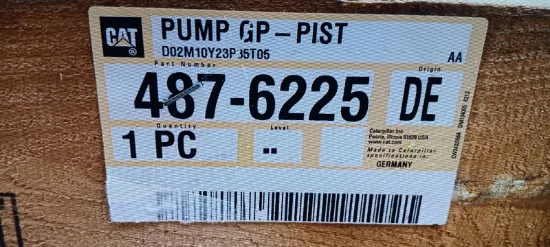 CAT PUMP GP-PIST
D02M10Y23P35T05
AA
Part Number
Origin
487-6225 DE
Quantity
Level
1 PC
--
Caterpillar Inc.
Peoria, Illinois 61629 USA
www.cat.com
Made to Caterpillar
specifications in
GERMANY